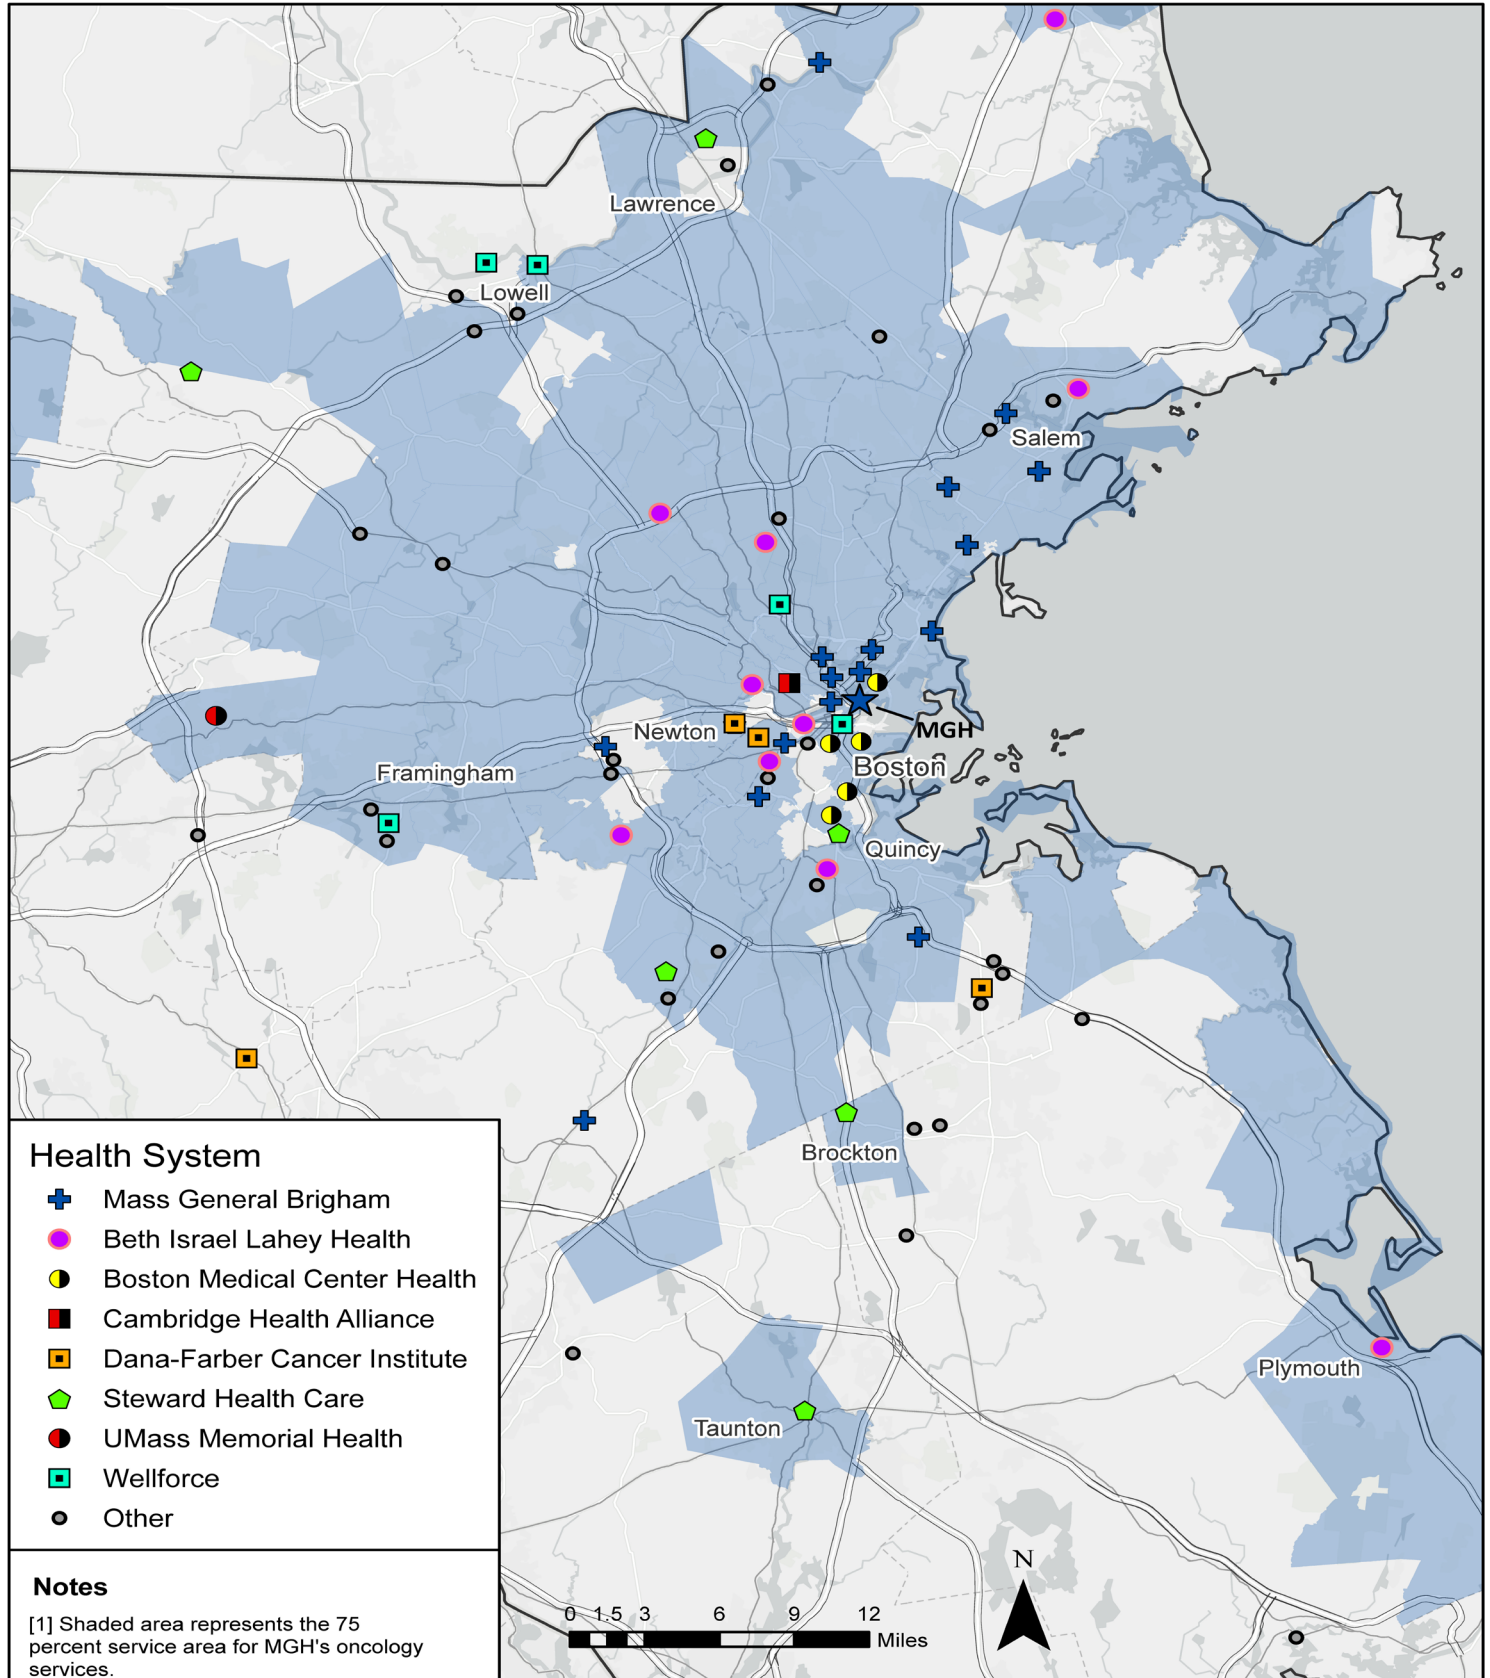 Lawrence
Lowell
Salem
Newton
MGH
Boston
Framingham
Quincy
Brockton
Plymouth
Taunton
Health System
Mass General Brigham
Beth Israel Lahey Health
Boston Medical Center Health
Cambridge Health Alliance
Dana-Farber Cancer Institute
Steward Health Care
UMass Memorial Health
Wellforce
Other
Notes
[1] Shaded area represents the 75
percent service area for MGH's oncology
services.
0 1.5 3 6 9 12
Miles
N